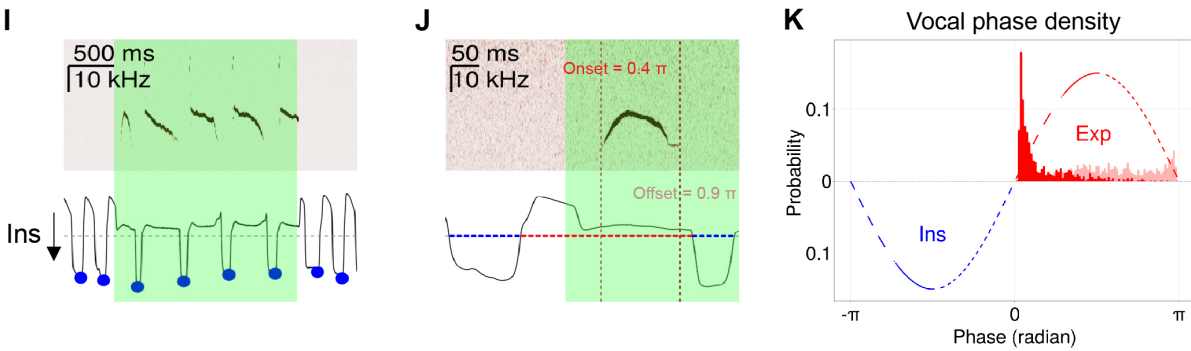 I
500 ms
10 kHz
Ins
J
50 ms
10 kHz
Onset = 0.4 π
Offset = 0.9 π
K
Vocal phase density
Probability
0.1
0
0.1
Exp
Ins
-π
0
π
Phase (radian)